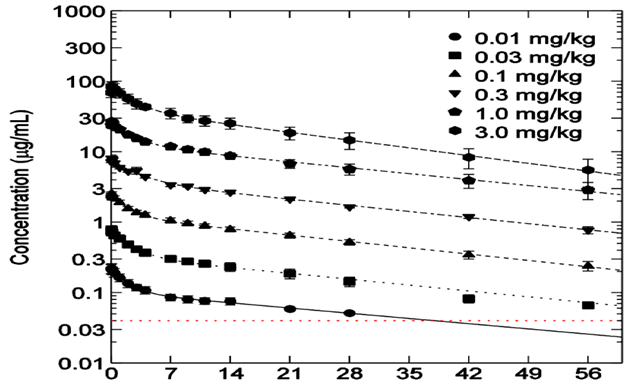 1000
100
30
10
3
1
0.3
0.1
0.03
0.01
Concentration (μg/mL)
0.01 mg/kg
0.03 mg/kg
0.1 mg/kg
0.3 mg/kg
1.0 mg/kg
3.0 mg/kg
0 7 14 21 28 35 42 49 56